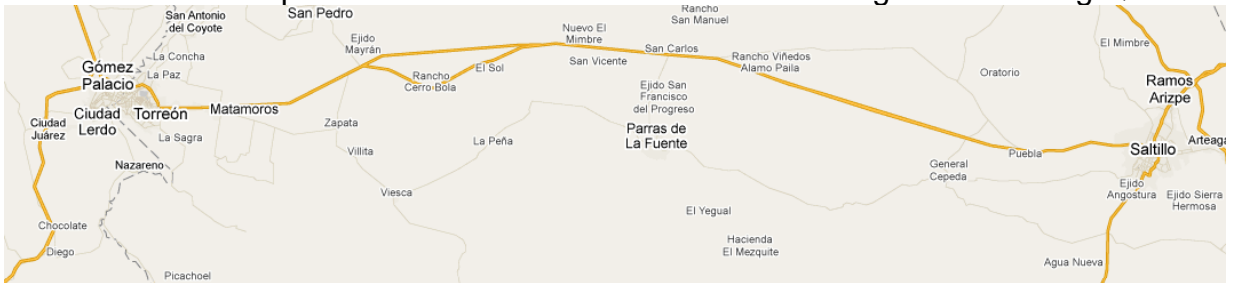 San Antonio
del Coyote
San Pedro
Rancho
San Manuel
Nuevo El
Mimbre
Ejido
Mayrán
La Concha
El Mimbre
San Carlos
Rancho Viñedos
Alamo Paila
San Vicente
Gómez
Palacio
La Paz
El Sol
Rancho
Cerro Bola
Oratorio
Ramos
Arizpe
Ejido San
Francisco
del Progreso
Matamoros
Ciudad
Lerdo
Torreón
Ciudad
Juárez
Zapata
La Sagra
Parras de
La Fuente
La Peña
Villita
Puebla
Saltillo
Arteaga
Nazareno
General
Cepeda
Viesca
Ejido
Angostura
Ejido Sierra
Hermosa
El Yegual
Chocolate
Hacienda
El Mezquite
Diego
Agua Nueva
Picachoel